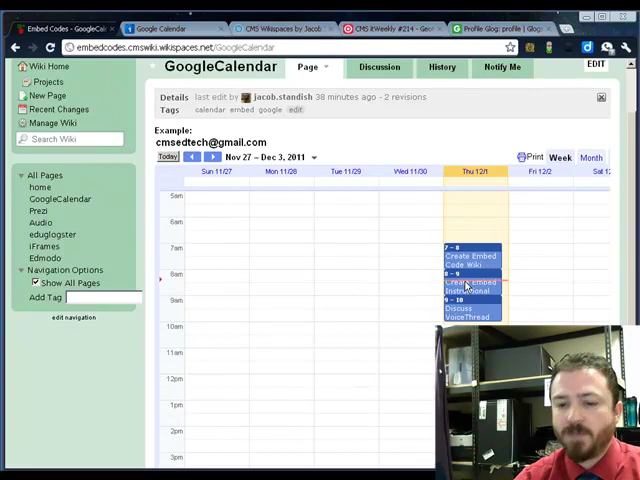 Embed Codes - GoogleCal
Google Calendar
CMS Wikispaces by Jacob
CMS itWeekly #214 - Geo
Profile Glog: profile | Glogs
embedcodes.cmswiki.wikispaces.net/GoogleCalendar
Wiki Home
Projects
New Page
Recent Changes
Manage Wiki
Search Wiki
All Pages
home
GoogleCalendar
Prezi
Audio
eduglogster
iFrames
Edmodo
Navigation Options
Show All Pages
Add Tag
edit navigation
GoogleCalendar
Page
Discussion
History
Notify Me
EDIT
Details last edit by jacob.standish 38 minutes ago - 2 revisions
Tags calendar embed google edit
Example:
cmsedtech@gmail.com
Today
Nov 27 – Dec 3, 2011
Print Week Month
Sun 11/27 Mon 11/28 Tue 11/29 Wed 11/30 Thu 12/1 Fri 12/2 Sat 12
5am
6am
7am
8am
9am
10am
11am
12pm
1pm
2pm
3pm
7 – 8
Create Embed
Code Wiki
8 – 9
Create Embed
Instructional
9 – 10
Discuss
VoiceThread